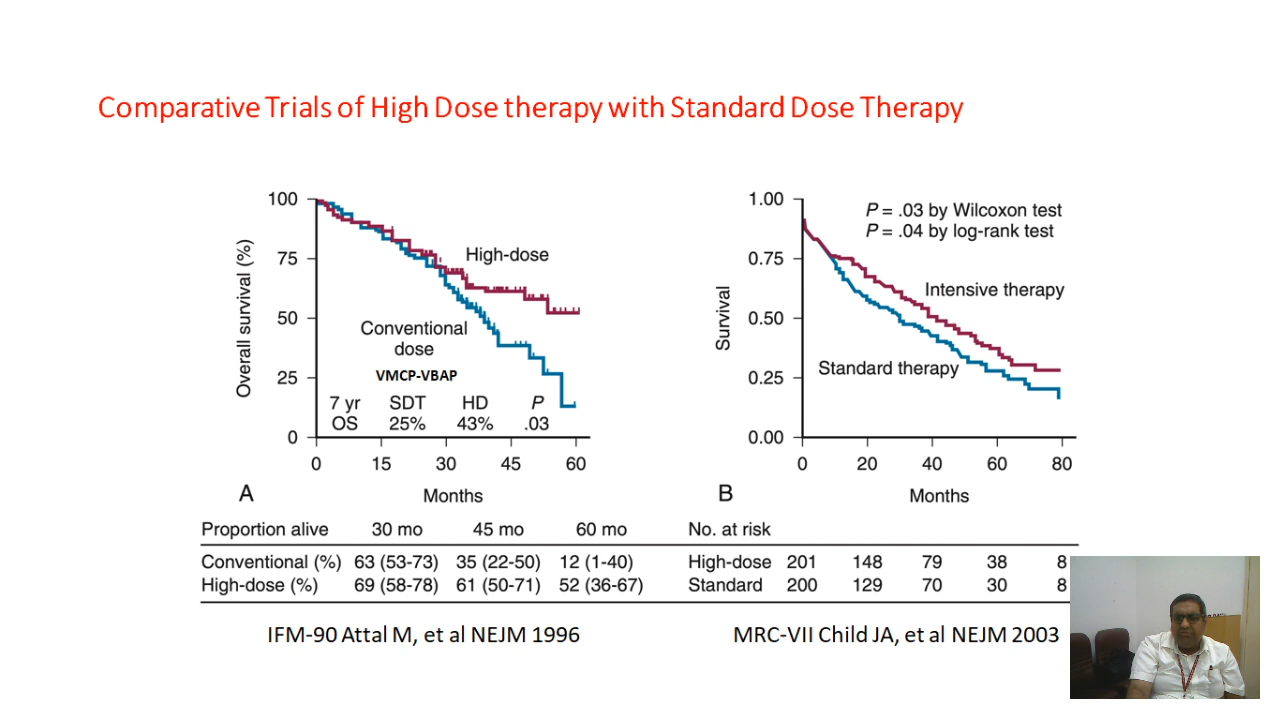 Comparative Trials of High Dose therapy with Standard Dose Therapy
100
75
50
25
0
Overall survival (%)
High-dose
Conventional
dose
VMCP-VBAP
7 yr SDT HD P
OS 25% 43% .03
0 15 30 45 60
A Months
Proportion alive 30 mo 45 mo 60 mo
Conventional (%) 63 (53-73) 35 (22-50) 12 (1-40)
High-dose (%) 69 (58-78) 61 (50-71) 52 (36-67)
IFM-90 Attal M, et al NEJM 1996
1.00
0.75
0.50
0.25
0.00
Survival
P = .03 by Wilcoxon test
P = .04 by log-rank test
Intensive therapy
Standard therapy
0 20 40 60 80
B Months
No. at risk
High-dose 201 148 79 38 8
Standard 200 129 70 30 8
MRC-VII Child JA, et al NEJM 2003